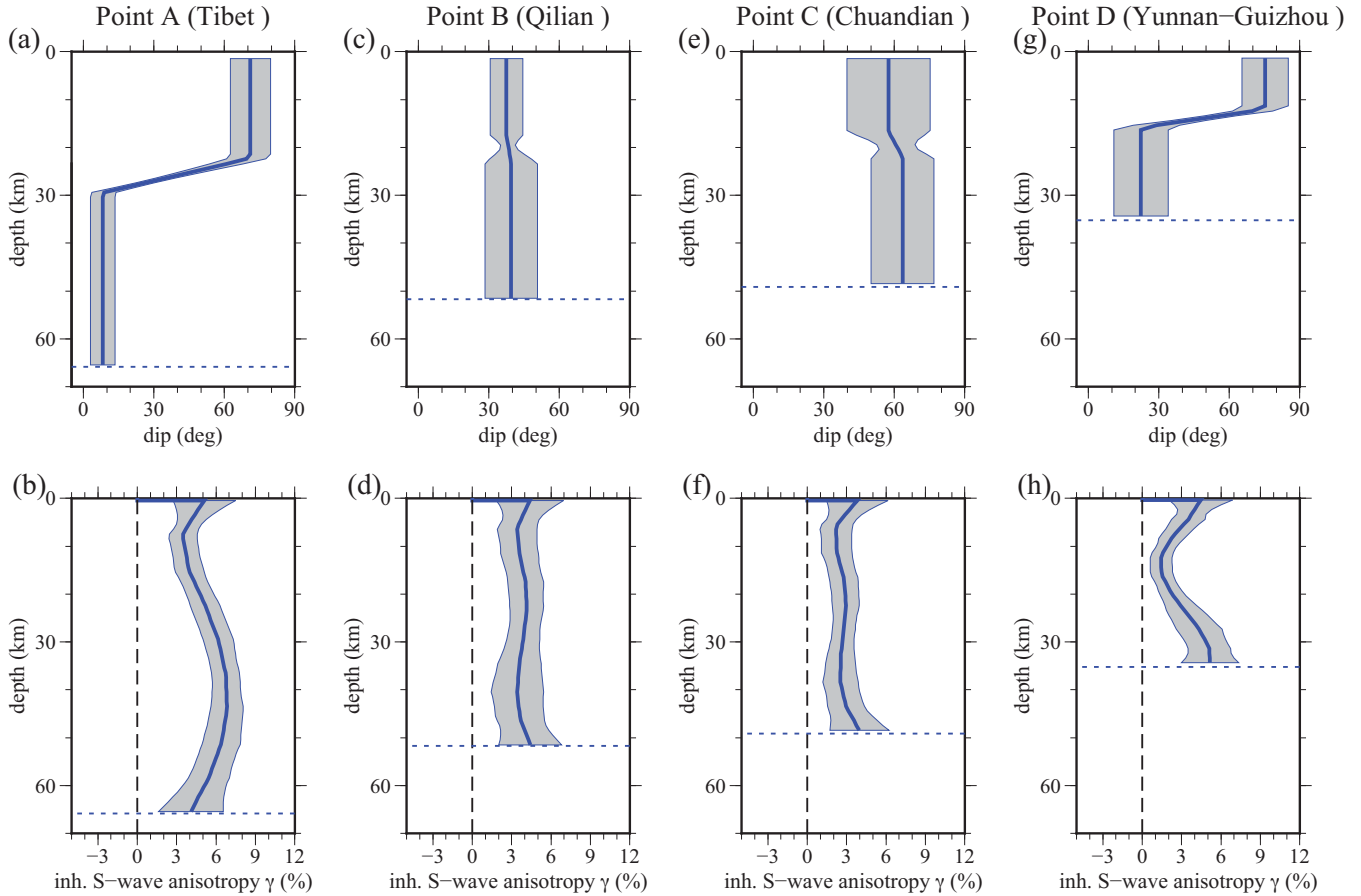 Point A (Tibet )
Point B (Qilian )
Point C (Chuandian )
Point D (Yunnan−Guizhou )
(a)
(c)
(e)
(g)
0
30
60
depth (km)
0 30 60 90
dip (deg)
0
30
60
depth (km)
0 30 60 90
dip (deg)
0
30
60
depth (km)
0 30 60 90
dip (deg)
0
30
60
depth (km)
0 30 60 90
dip (deg)
(b)
(d)
(f)
(h)
0
30
60
depth (km)
−3 0 3 6 9 12
inh. S−wave anisotropy γ (%)
0
30
60
depth (km)
−3 0 3 6 9 12
inh. S−wave anisotropy γ (%)
0
30
60
depth (km)
−3 0 3 6 9 12
inh. S−wave anisotropy γ (%)
0
30
60
depth (km)
−3 0 3 6 9 12
inh. S−wave anisotropy γ (%)